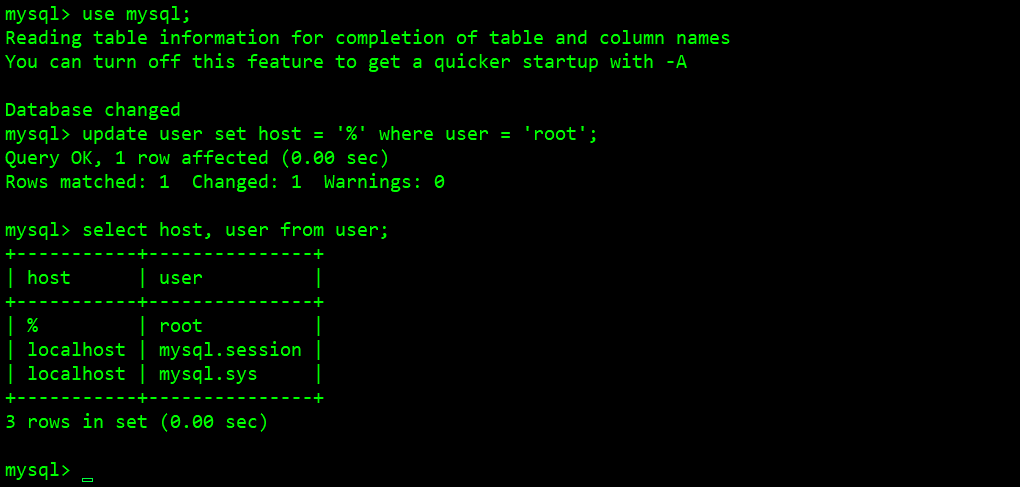 mysql> use mysql;
Reading table information for completion of table and column names
You can turn off this feature to get a quicker startup with -A
Database changed
mysql> update user set host = '%' where user = 'root';
Query OK, 1 row affected (0.00 sec)
Rows matched: 1  Changed: 1  Warnings: 0
mysql> select host, user from user;
+-----------+---------------+
| host      | user          |
+-----------+---------------+
| %         | root          |
| localhost | mysql.session |
| localhost | mysql.sys     |
+-----------+---------------+
3 rows in set (0.00 sec)
mysql>